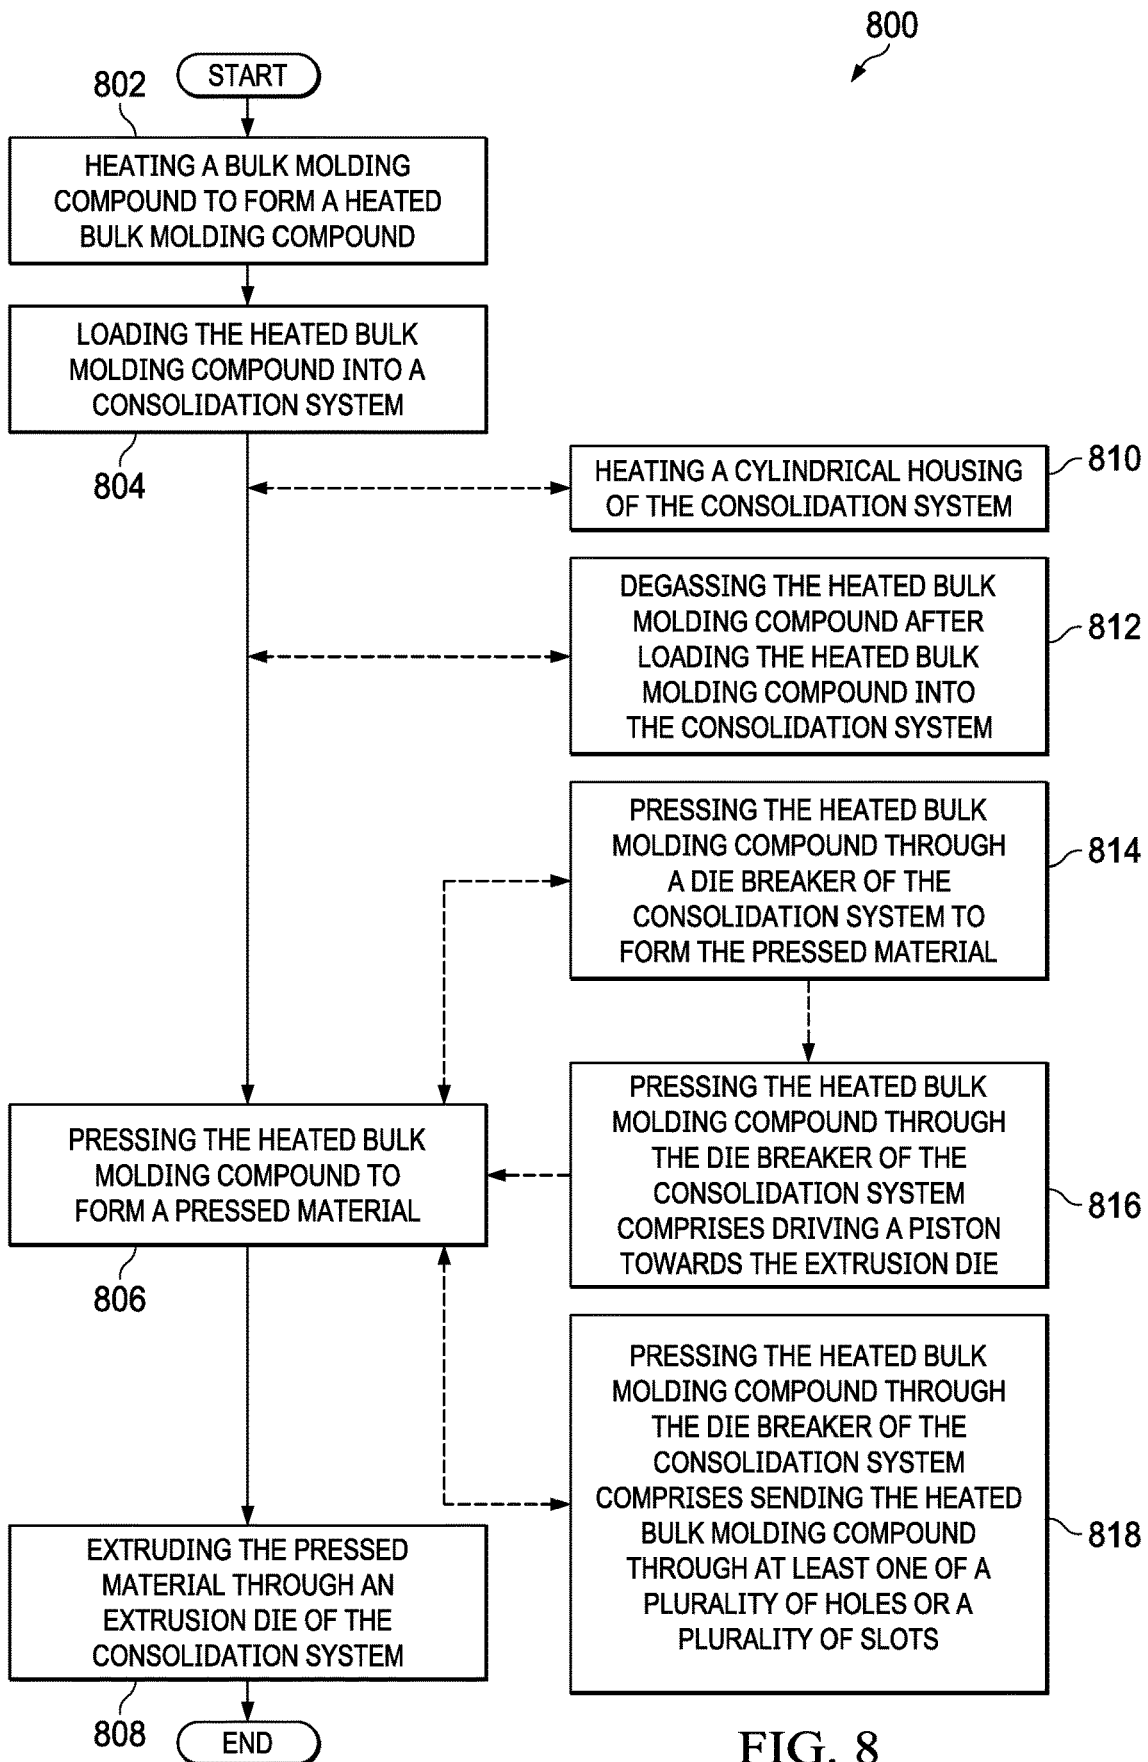 800
START
802
HEATING A BULK MOLDING
COMPOUND TO FORM A HEATED
BULK MOLDING COMPOUND
LOADING THE HEATED BULK
MOLDING COMPOUND INTO A
CONSOLIDATION SYSTEM
804
HEATING A CYLINDRICAL HOUSING
OF THE CONSOLIDATION SYSTEM
810
DEGASSING THE HEATED BULK
MOLDING COMPOUND AFTER
LOADING THE HEATED BULK
MOLDING COMPOUND INTO
THE CONSOLIDATION SYSTEM
812
PRESSING THE HEATED BULK
MOLDING COMPOUND THROUGH
A DIE BREAKER OF THE
CONSOLIDATION SYSTEM TO
FORM THE PRESSED MATERIAL
814
PRESSING THE HEATED BULK
MOLDING COMPOUND THROUGH
THE DIE BREAKER OF THE
CONSOLIDATION SYSTEM
COMPRISES DRIVING A PISTON
TOWARDS THE EXTRUSION DIE
816
PRESSING THE HEATED BULK
MOLDING COMPOUND TO
FORM A PRESSED MATERIAL
806
PRESSING THE HEATED BULK
MOLDING COMPOUND THROUGH
THE DIE BREAKER OF THE
CONSOLIDATION SYSTEM
COMPRISES SENDING THE HEATED
BULK MOLDING COMPOUND
THROUGH AT LEAST ONE OF A
PLURALITY OF HOLES OR A
PLURALITY OF SLOTS
818
EXTRUDING THE PRESSED
MATERIAL THROUGH AN
EXTRUSION DIE OF THE
CONSOLIDATION SYSTEM
808
END
FIG. 8